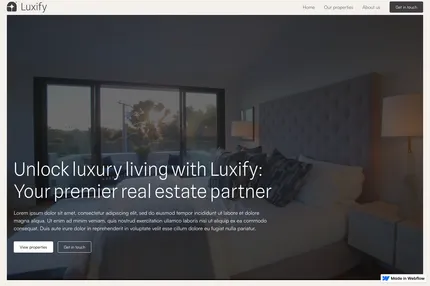 Luxify
Home
Our properties
About us
Get in touch
Unlock luxury living with Luxify:
Your premier real estate partner
Lorem ipsum dolor sit amet, consectetur adipiscing elit, sed do eiusmod tempor incididunt ut labore et dolore
magna aliqua. Ut enim ad minim veniam, quis nostrud exercitation ullamco laboris nisi ut aliquip ex ea commodo
consequat. Duis aute irure dolor in reprehenderit in voluptate velit esse cillum dolore eu fugiat nulla pariatur.
View properties
Get in touch
Made in Webflow